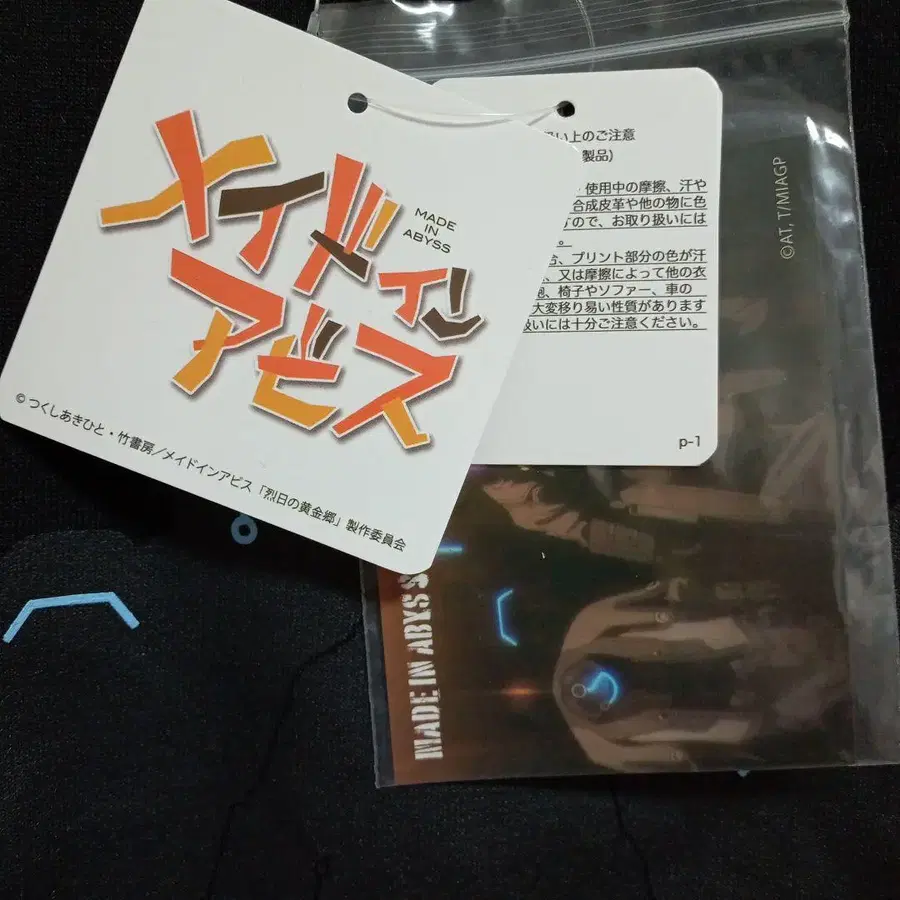 メイドイン
アビス
MADE
IN
ABYSS
©つくしあきひと・竹書房/メイドインアビス「烈日の黄金郷」製作委員会
扱い上のご注意
製品)
使用中の摩擦、汗や
合成皮革や他の物に色
ので、お取り扱いには
。
合、プリント部分の色が汗
、又は摩擦によって他の衣
、椅子やソファー、車の
大変移り易い性質があります
扱いには十分ご注意ください。
p-1
©AT, T/MIAGP
MADE IN ABYSS